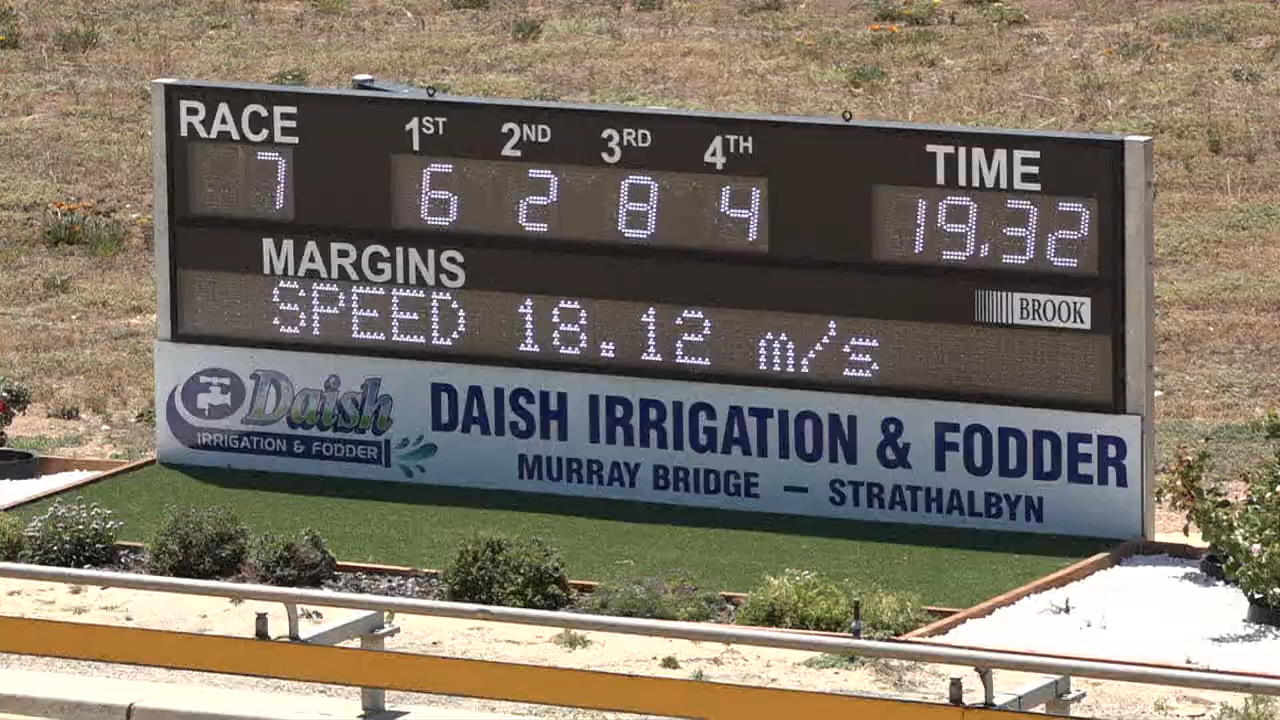 RACE 1ST 2ND 3RD 4TH TIME
7 6 2 8 4 19.32
MARGINS
BROOK
SPEED 18.12 m/s
Daish
IRRIGATION & FODDER
DAISH IRRIGATION & FODDER
MURRAY BRIDGE – STRATHALBYN